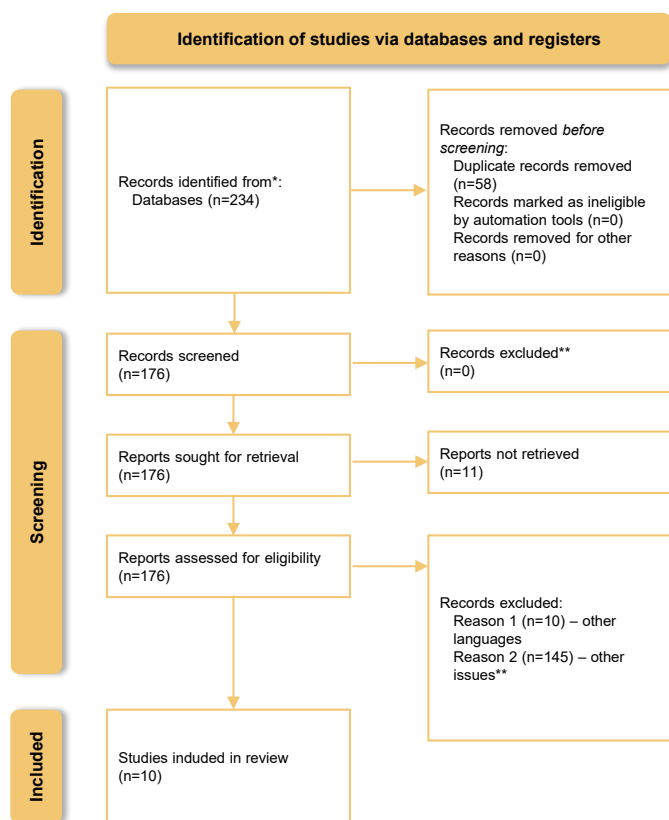 Identification of studies via databases and registers
Identification
Records identified from*:
Databases (n=234)
Records removed before
screening:
Duplicate records removed
(n=58)
Records marked as ineligible
by automation tools (n=0)
Records removed for other
reasons (n=0)
Screening
Records screened
(n=176)
Records excluded**
(n=0)
Reports sought for retrieval
(n=176)
Reports not retrieved
(n=11)
Reports assessed for eligibility
(n=176)
Records excluded:
Reason 1 (n=10) – other
languages
Reason 2 (n=145) – other
issues**
Included
Studies induded in review
(n=10)